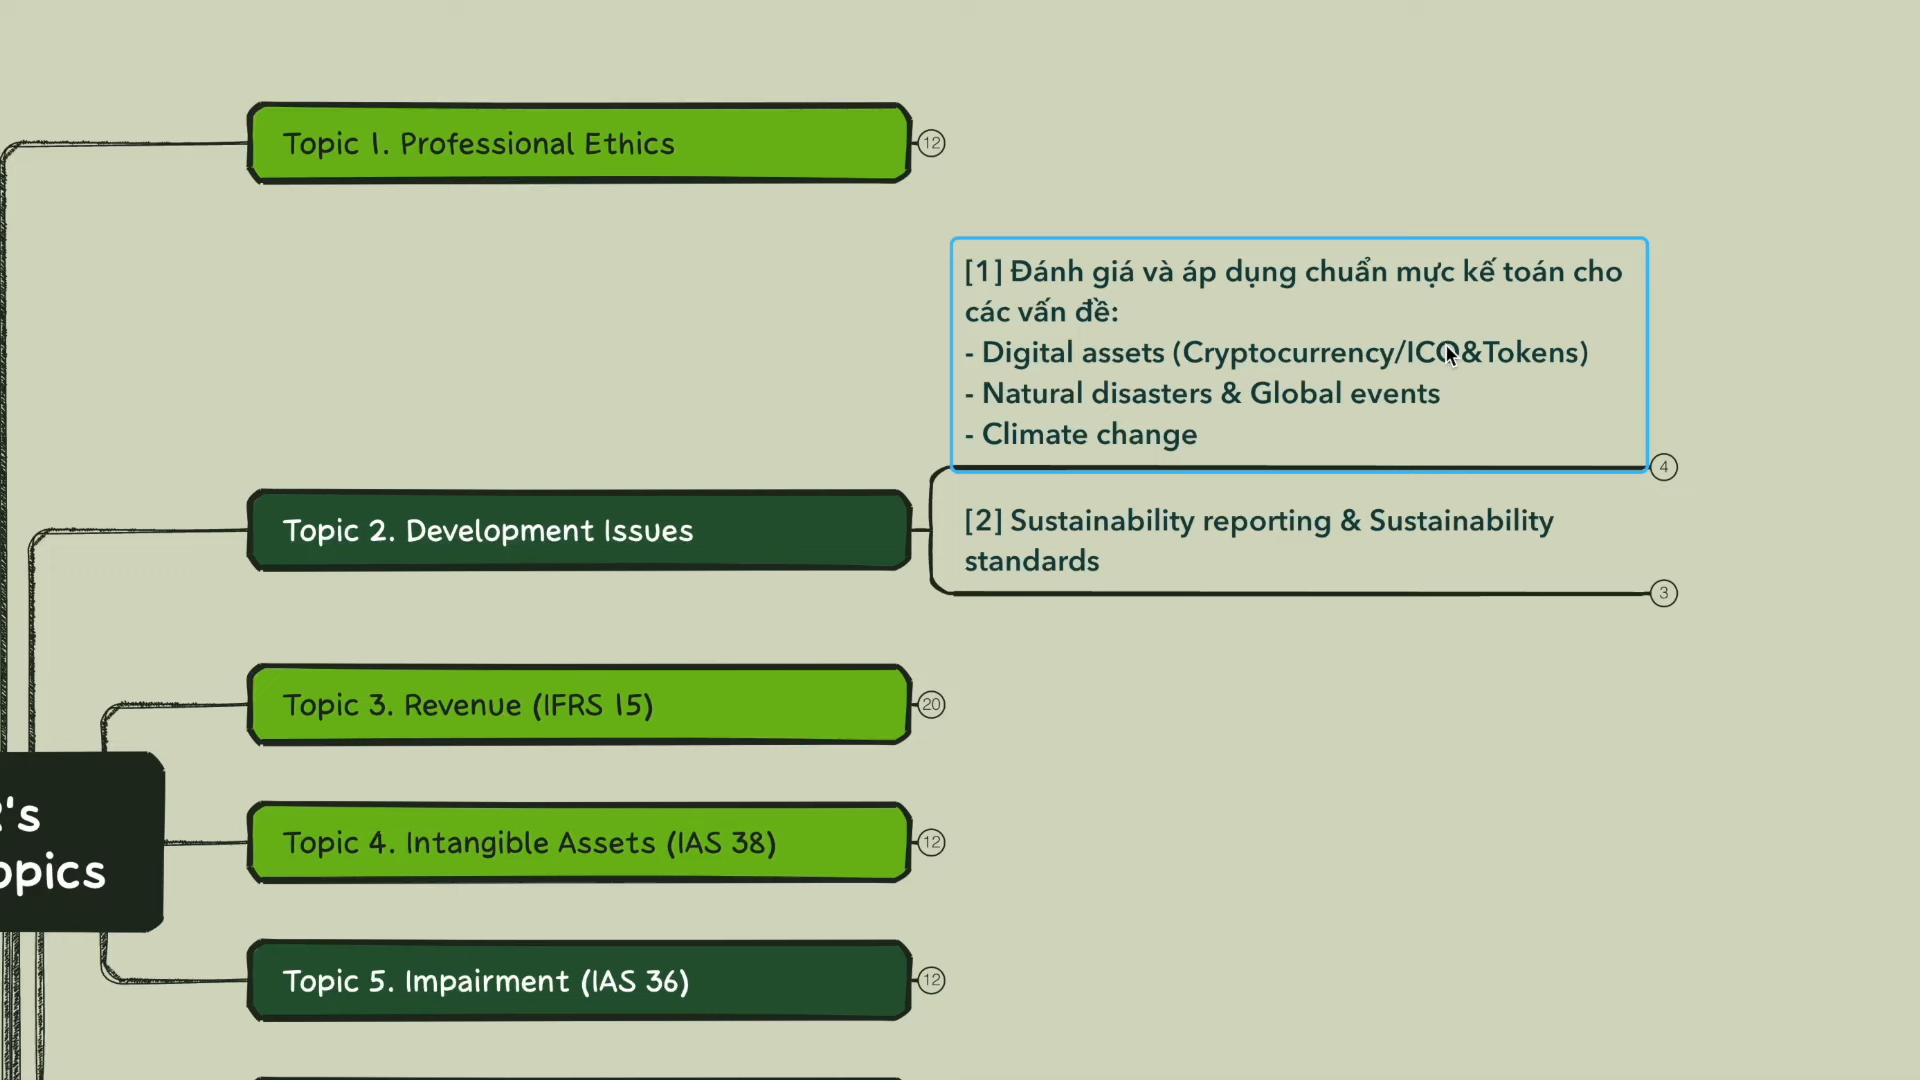 Topic 1. Professional Ethics
12
[1] Đánh giá và áp dụng chuẩn mực kế toán cho
các vấn đề:
- Digital assets (Cryptocurrency/ICO&Tokens)
- Natural disasters & Global events
- Climate change
4
Topic 2. Development Issues
[2] Sustainability reporting & Sustainability
standards
3
Topic 3. Revenue (IFRS 15)
20
's
opics
Topic 4. Intangible Assets (IAS 38)
12
Topic 5. Impairment (IAS 36)
12